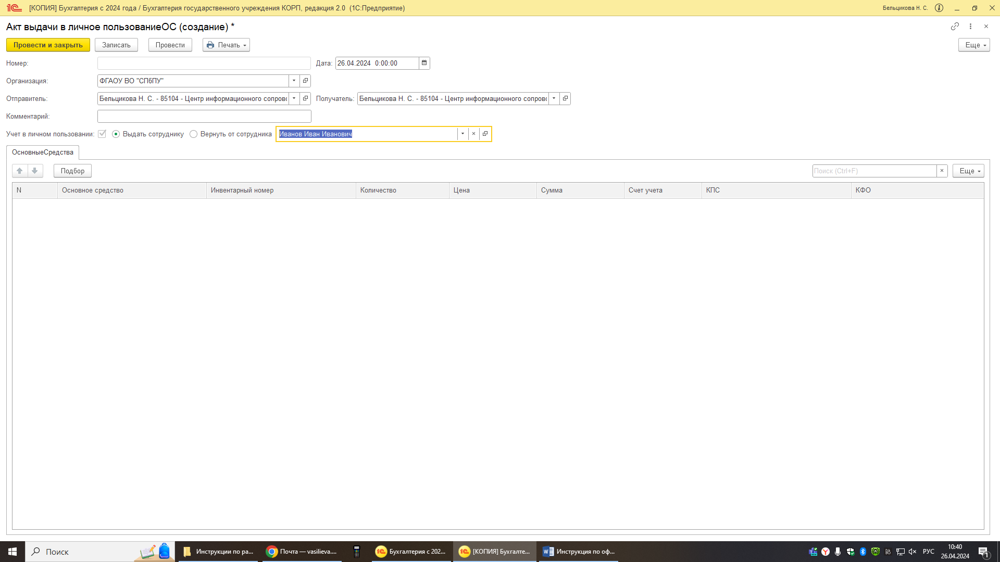 [КОПИЯ] Бухгалтерия с 2024 года / Бухгалтерия государственного учреждения КОРП, редакция 2.0 (1С:Предприятие) Бельцикова Н. С.
Акт выдачи в личное пользованиеОС (создание) *
Провести и закрыть Записать Провести Печать Еще
Номер: Дата: 26.04.2024 0:00:00
Организация: ФГАОУ ВО "СПбПУ"
Отправитель: Бельцикова Н. С. - 85104 - Центр информационного сопрово Получатель: Бельцикова Н. С. - 85104 - Центр информационного сопрово
Комментарий:
Учет в личном пользовании: Выдать сотруднику Вернуть от сотрудника Иванов Иван Иванович
ОсновныеСредства
Подбор Поиск (Ctrl+F) × Еще
N Основное средство Инвентарный номер Количество Цена Сумма Счет учета КПС КФО
Поиск Инструкции по ра... Почта — vasilieva.... Бухгалтерия с 202... [КОПИЯ] Бухгалте... Инструкция по оф... РУС 10:40
26.04.2024 1